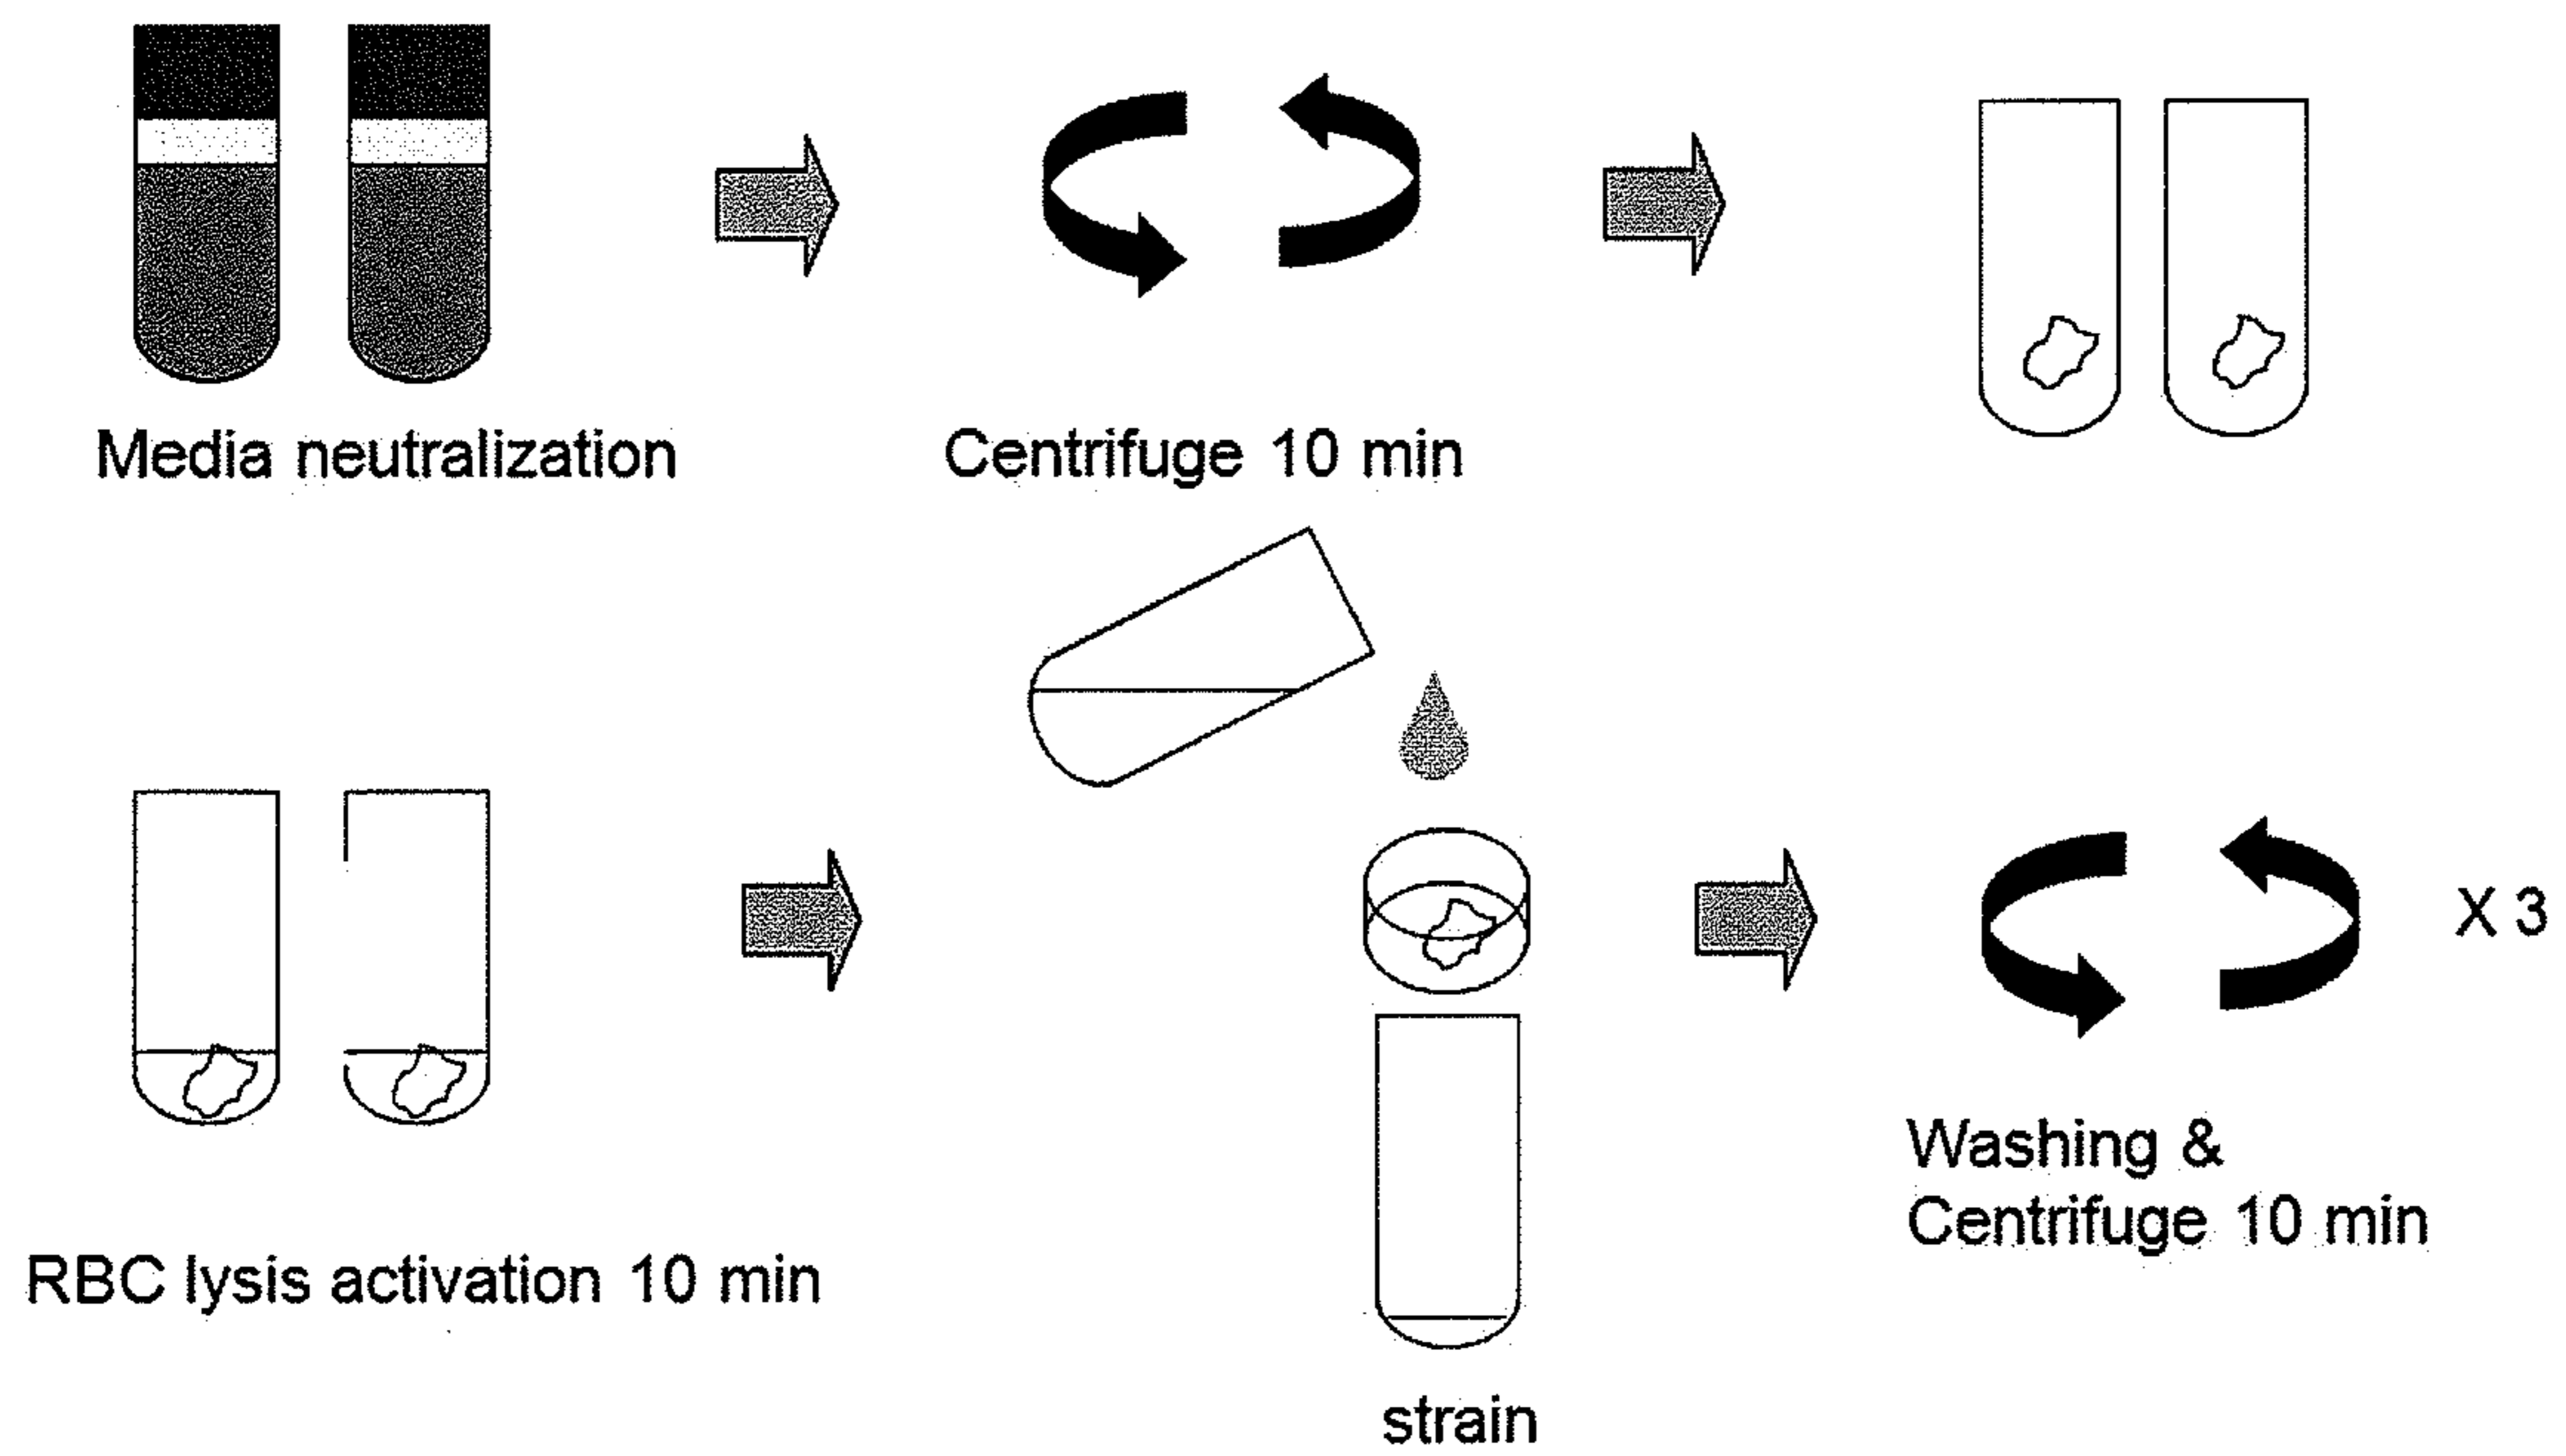 Media neutralization
Centrifuge 10 min
RBC lysis activation 10 min
strain
X 3
Washing &
Centrifuge 10 min